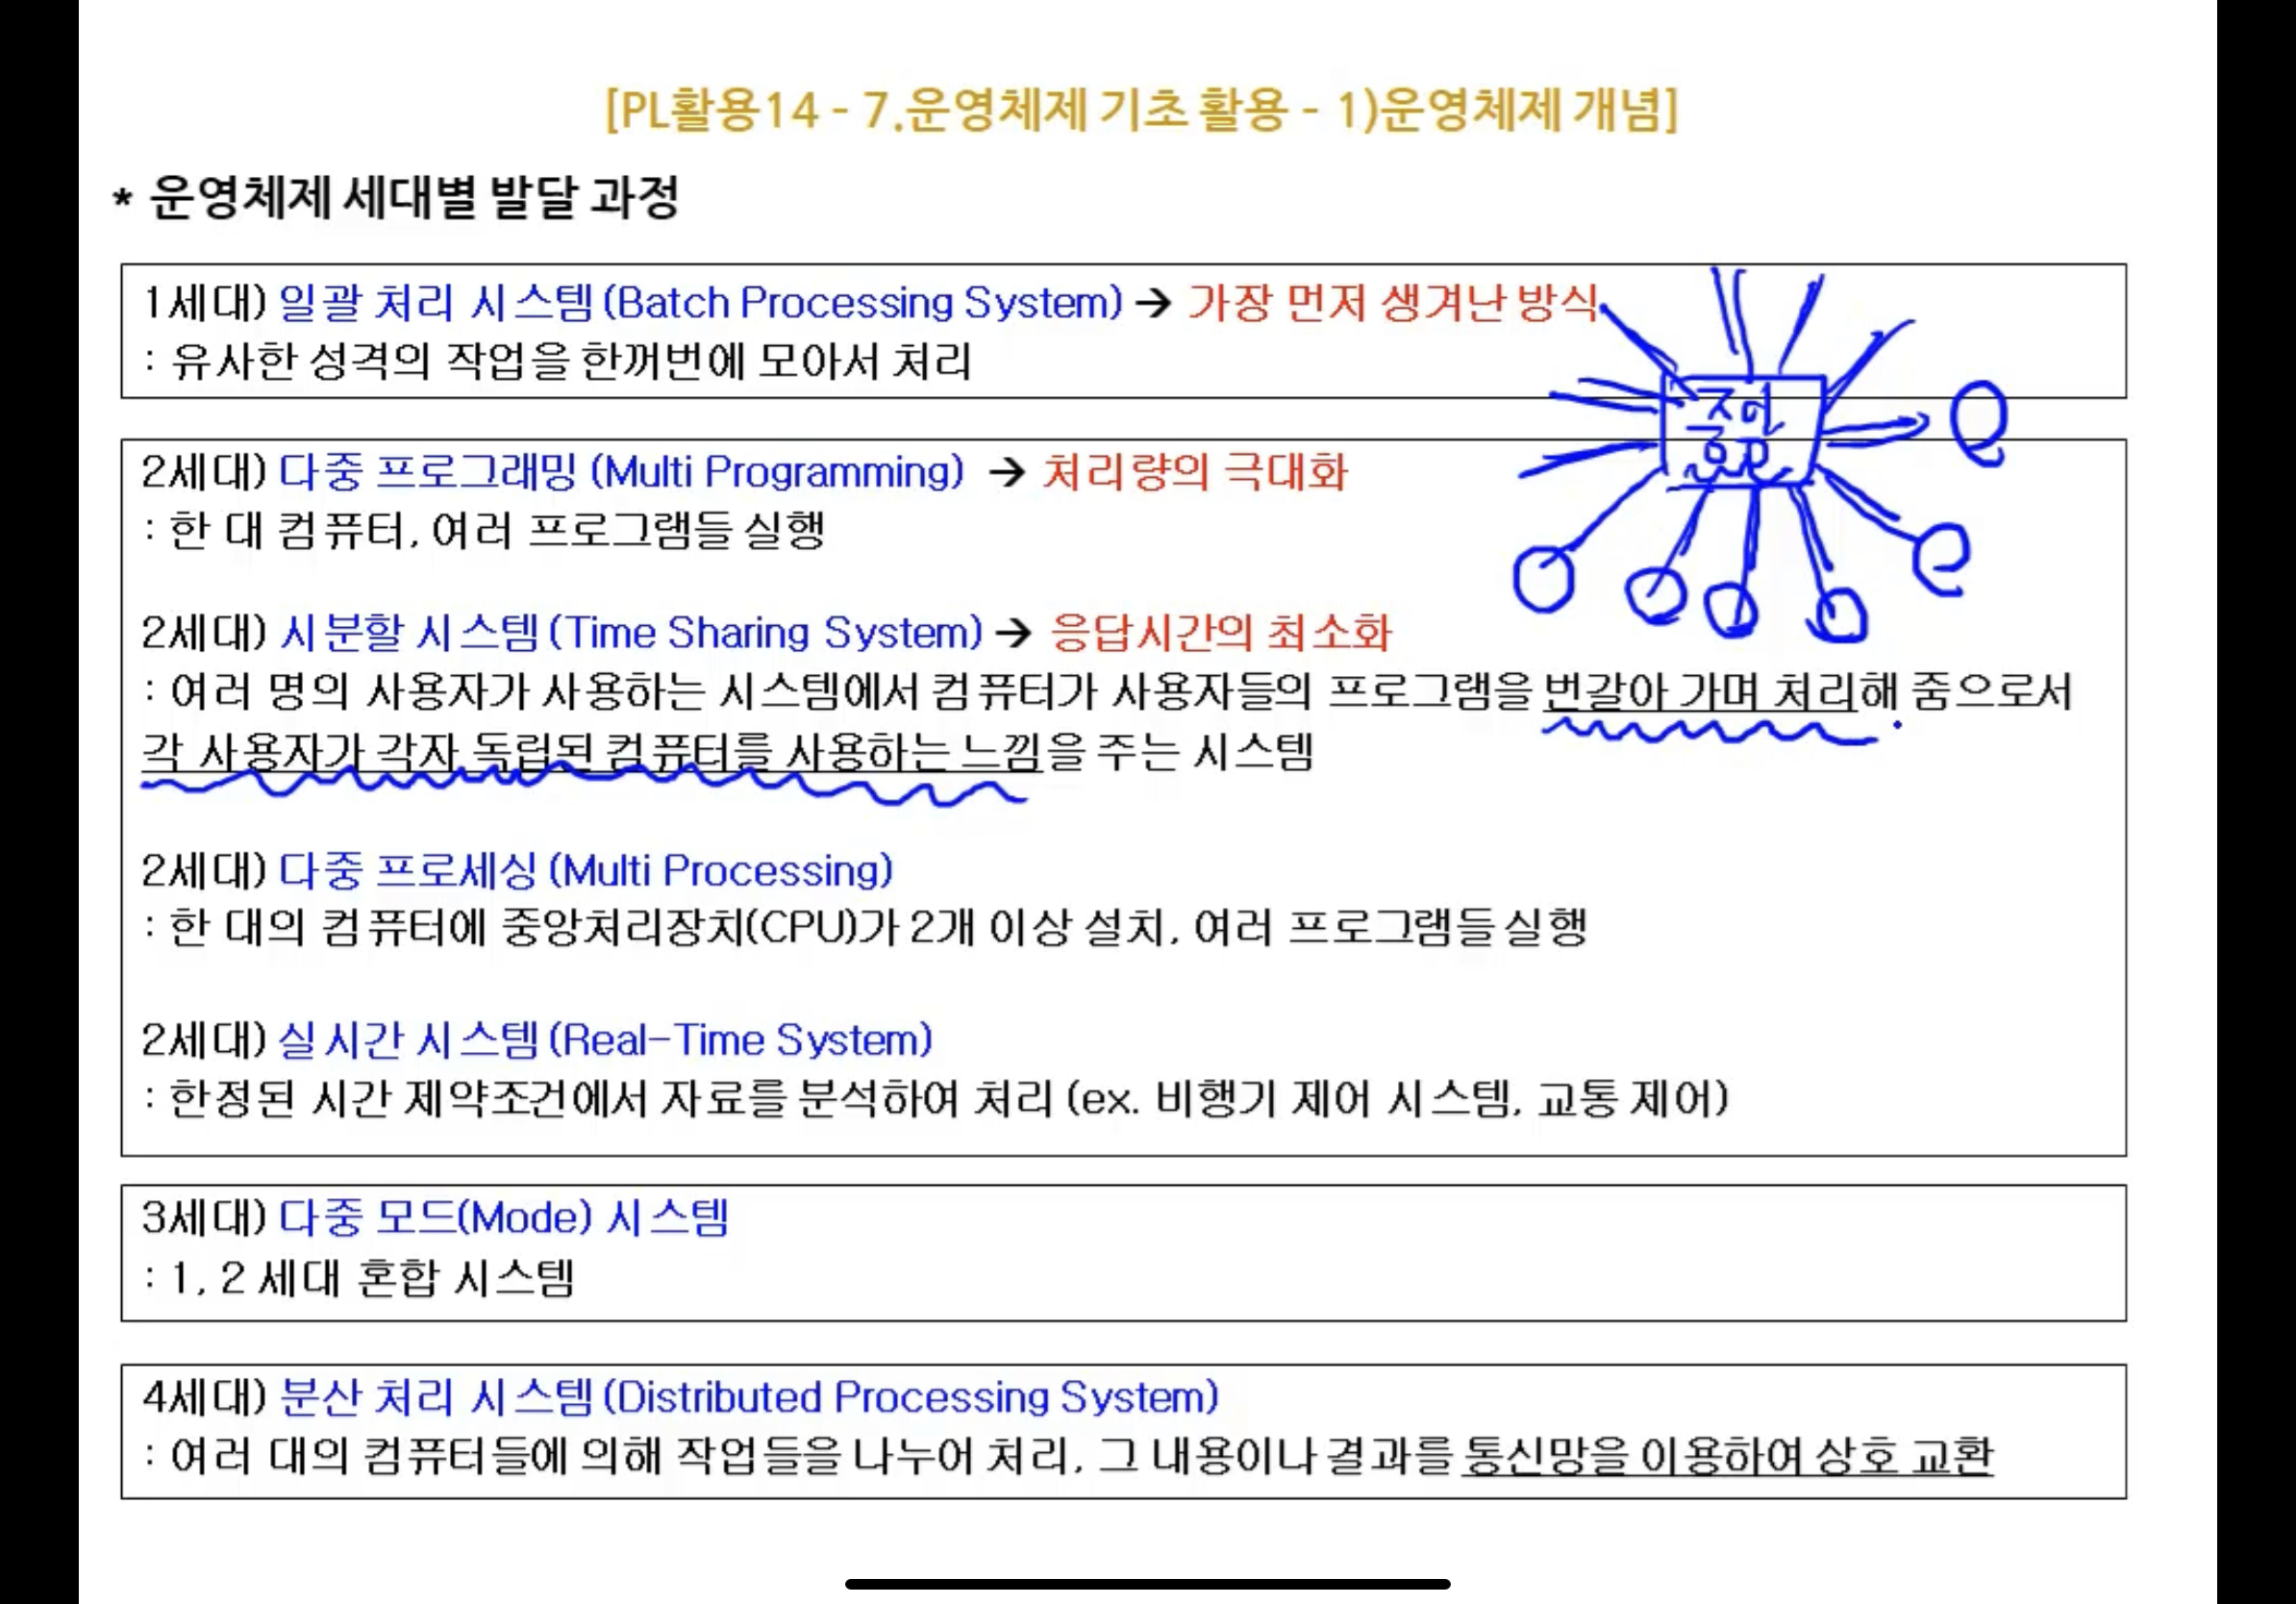 [PL활용14 - 7.운영체제 기초 활용 - 1)운영체제 개념]
* 운영체제 세대별 발달 과정
1세대) 일괄 처리 시스템(Batch Processing System) → 가장 먼저 생겨난 방식
: 유사한 성격의 작업을 한꺼번에 모아서 처리
2세대) 다중 프로그래밍 (Multi Programming) → 처리량의 극대화
: 한 대 컴퓨터, 여러 프로그램들 실행
2세대) 시분할 시스템(Time Sharing System) → 응답시간의 최소화
: 여러 명의 사용자가 사용하는 시스템에서 컴퓨터가 사용자들의 프로그램을 번갈아 가며 처리해 줌으로서
각 사용자가 각자 독립된 컴퓨터를 사용하는 느낌을 주는 시스템
2세대) 다중 프로세싱 (Multi Processing)
: 한 대의 컴퓨터에 중앙처리장치(CPU)가 2개 이상 설치, 여러 프로그램들 실행
2세대) 실시간 시스템(Real-Time System)
: 한정된 시간 제약조건에서 자료를 분석하여 처리 (ex. 비행기 제어 시스템, 교통 제어)
3세대) 다중 모드(Mode) 시스템
: 1, 2 세대 혼합 시스템
4세대) 분산 처리 시스템(Distributed Processing System)
: 여러 대의 컴퓨터들에 의해 작업들을 나누어 처리, 그 내용이나 결과를 통신망을 이용하여 상호 교환